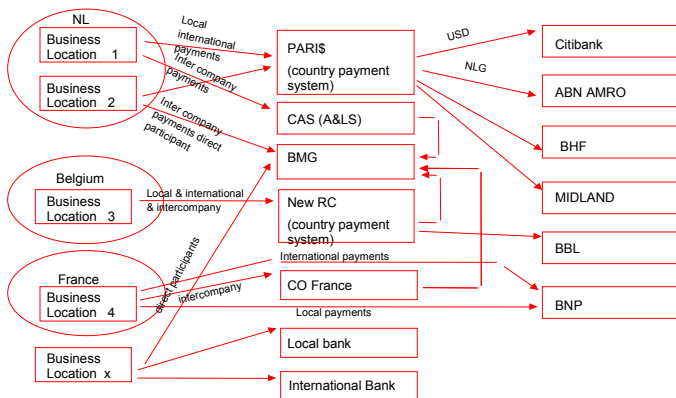 NL
Business
Location 1
Business
Location 2
Local
international
payments
Infer company
payments
Infer company
payments direct
participant
PARI$
(country payment
system)
CAS (A&LS)
BMG
USD
NLG
Citibank
ABN AMRO
BHF
MIDLAND
Belgium
Business
Location 3
Local & international
& intercompany
New RC
(country payment
system)
BBL
direct participants
International payments
France
Business
Location 4
intercompany
CO France
Local payments
BNP
Business
Location x
Local bank
International Bank